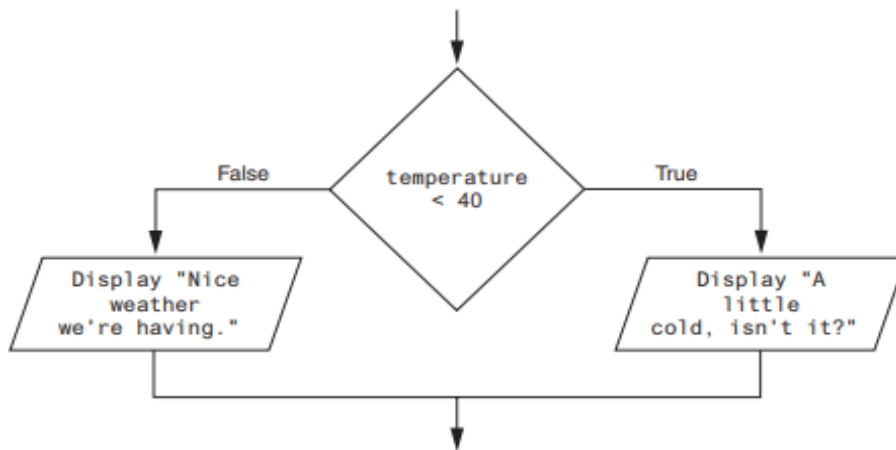 False
temperature
< 40
True
Display "Nice
weather
we're having."
Display "A
little
cold, isn't it?"